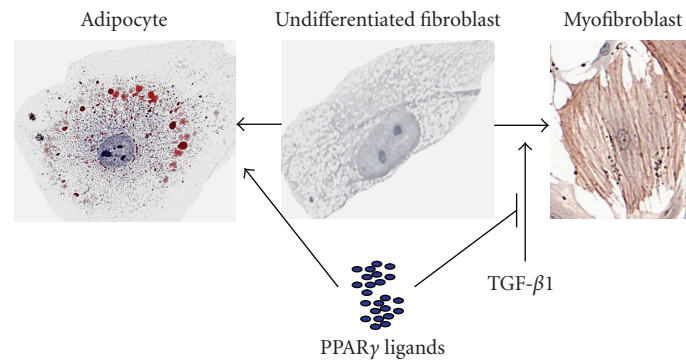 Adipocyte
Undifferentiated fibroblast
Myofibroblast
TGF-β1
PPARγ ligands